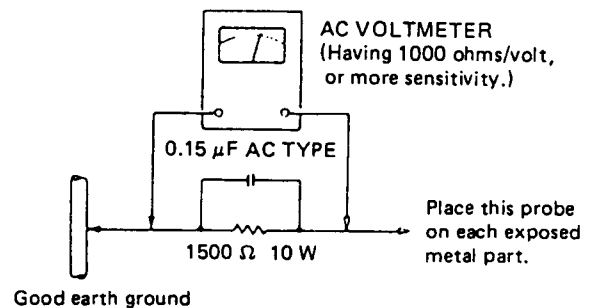 AC VOLTMETER
(Having 1000 ohms/volt,
or more sensitivity.)
0.15 μF AC TYPE
1500 Ω 10 W
Place this probe
on each exposed
metal part.
Good earth ground